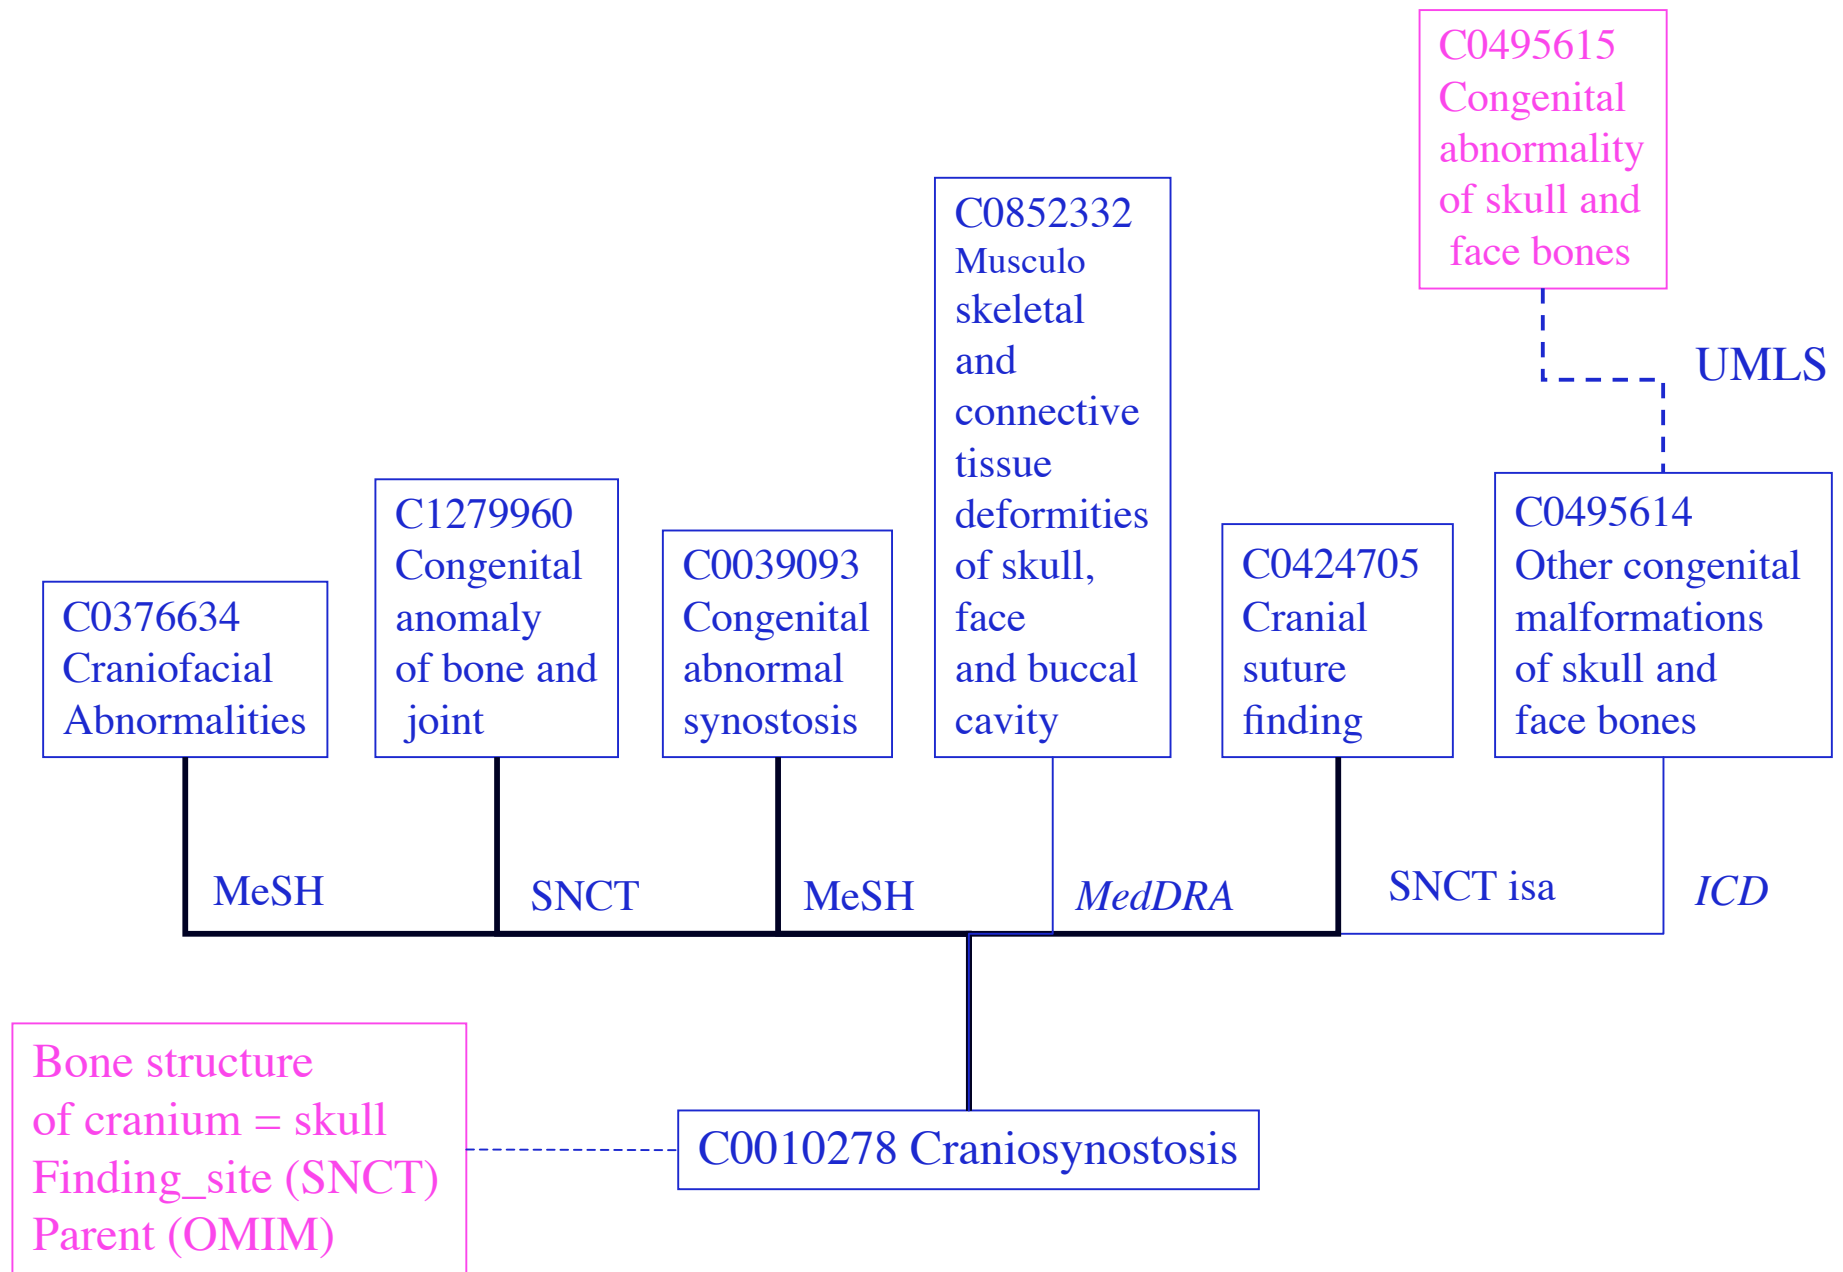 C0495615
Congenital
abnormality
of skull and
face bones
UMLS
C0852332
Musculo
skeletal
and
connective
tissue
deformities
of skull,
face
and buccal
cavity
C0376634
Craniofacial
Abnormalities
C1279960
Congenital
anomaly
of bone and
joint
C0039093
Congenital
abnormal
synostosis
C0424705
Cranial
suture
finding
C0495614
Other congenital
malformations
of skull and
face bones
MeSH
SNCT
MeSH
MedDRA
SNCT isa
ICD
Bone structure
of cranium = skull
Finding_site (SNCT)
Parent (OMIM)
C0010278 Craniosynostosis